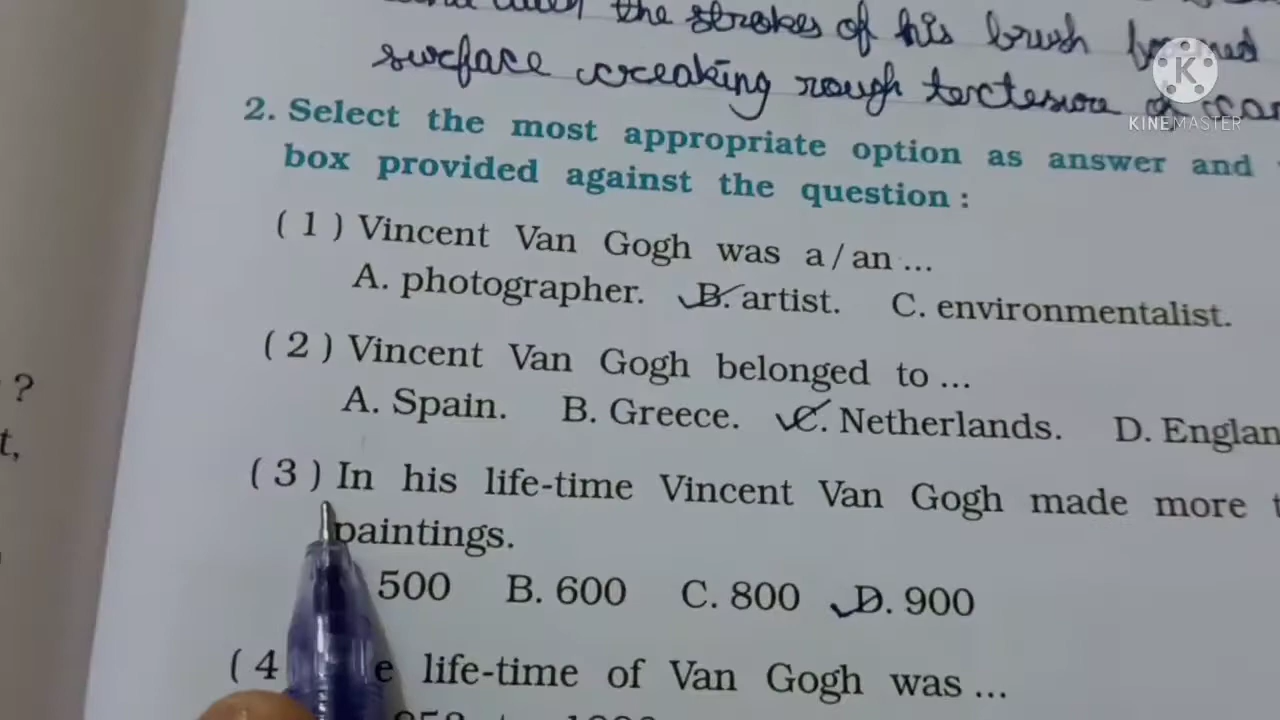 the strokes of his brush
surface creaking rough
KINEMASTER
2. Select the most appropriate option as answer and
box provided against the question :
( 1 ) Vincent Van Gogh was a / an ...
A. photographer. B. artist. C. environmentalist.
( 2 ) Vincent Van Gogh belonged to ...
A. Spain. B. Greece. C. Netherlands. D. Englan
?
t,
( 3 ) In his life-time Vincent Van Gogh made more t
paintings.
500 B. 600 C. 800 D. 900
( 4 e life-time of Van Gogh was ...